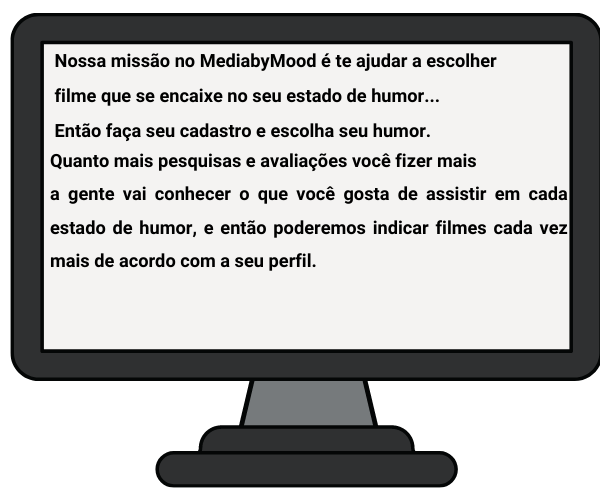 Nossa missão no MediabyMood é te ajudar a escolher
filme que se encaixe no seu estado de humor...
Então faça seu cadastro e escolha seu humor.
Quanto mais pesquisas e avaliações você fizer mais
a gente vai conhecer o que você gosta de assistir em cada
estado de humor, e então poderemos indicar filmes cada vez
mais de acordo com a seu perfil.